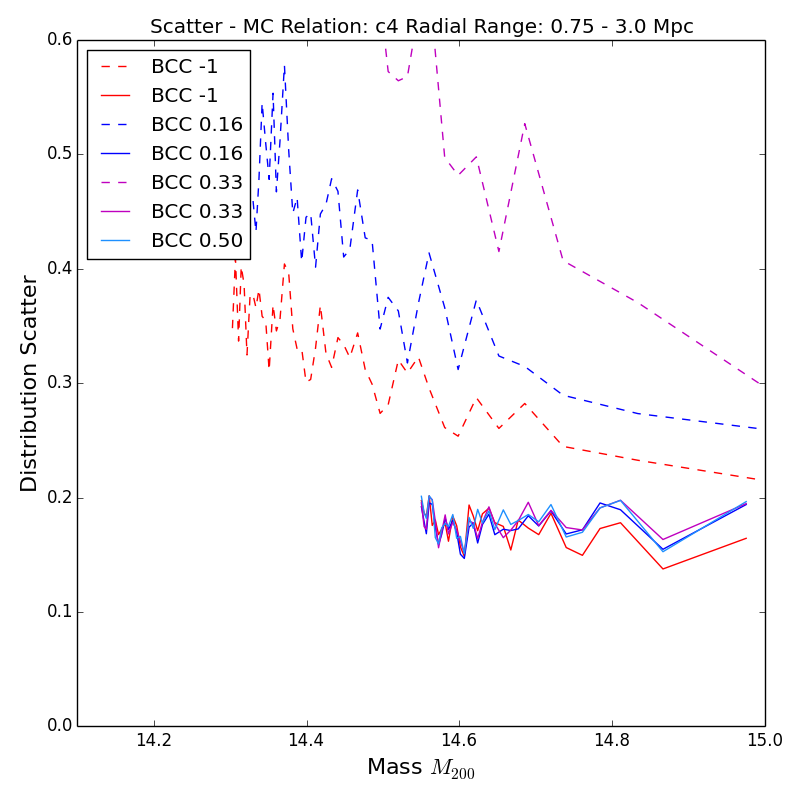 Scatter - MC Relation: c4 Radial Range: 0.75 - 3.0 Mpc
BCC -1
BCC -1
BCC 0.16
BCC 0.16
BCC 0.33
BCC 0.33
BCC 0.50
Distribution Scatter
0.6
0.5
0.4
0.3
0.2
0.1
0.0
14.2 14.4 14.6 14.8 15.0
Mass M_{200}